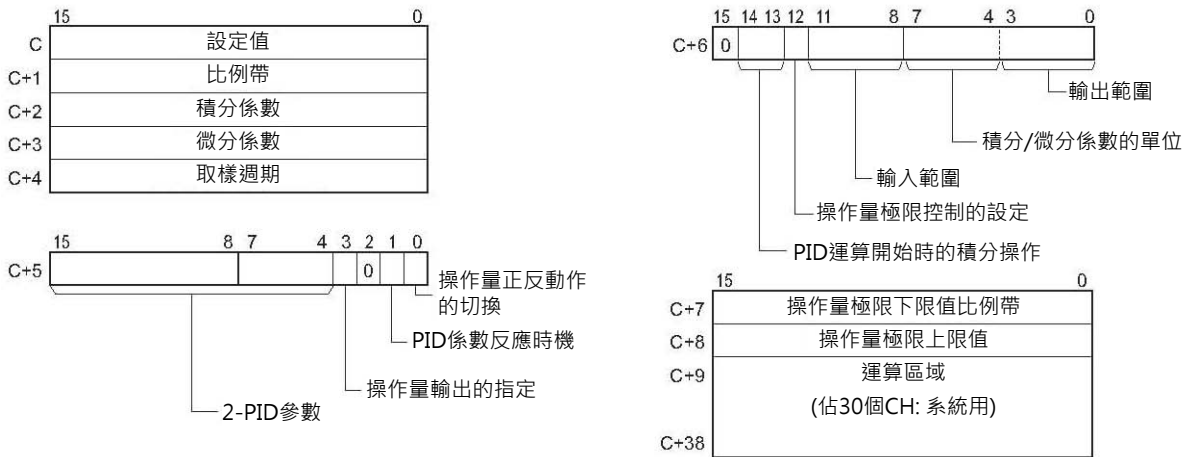 15 0
C 設定值
C+1 比例帶
C+2 積分係數
C+3 微分係數
C+4 取樣週期
15 8 7 4 3 2 1 0
C+5 0
操作量正反動作
的切換
PID係數反應時機
操作量輸出的指定
2-PID參數
15 14 13 12 11 8 7 4 3 0
C+6 0
輸出範圍
積分/微分係數的單位
輸入範圍
操作量極限控制的設定
PID運算開始時的積分操作
15 0
C+7 操作量極限下限值比例帶
C+8 操作量極限上限值
C+9 運算區域
(佔30個CH: 系統用)
C+38